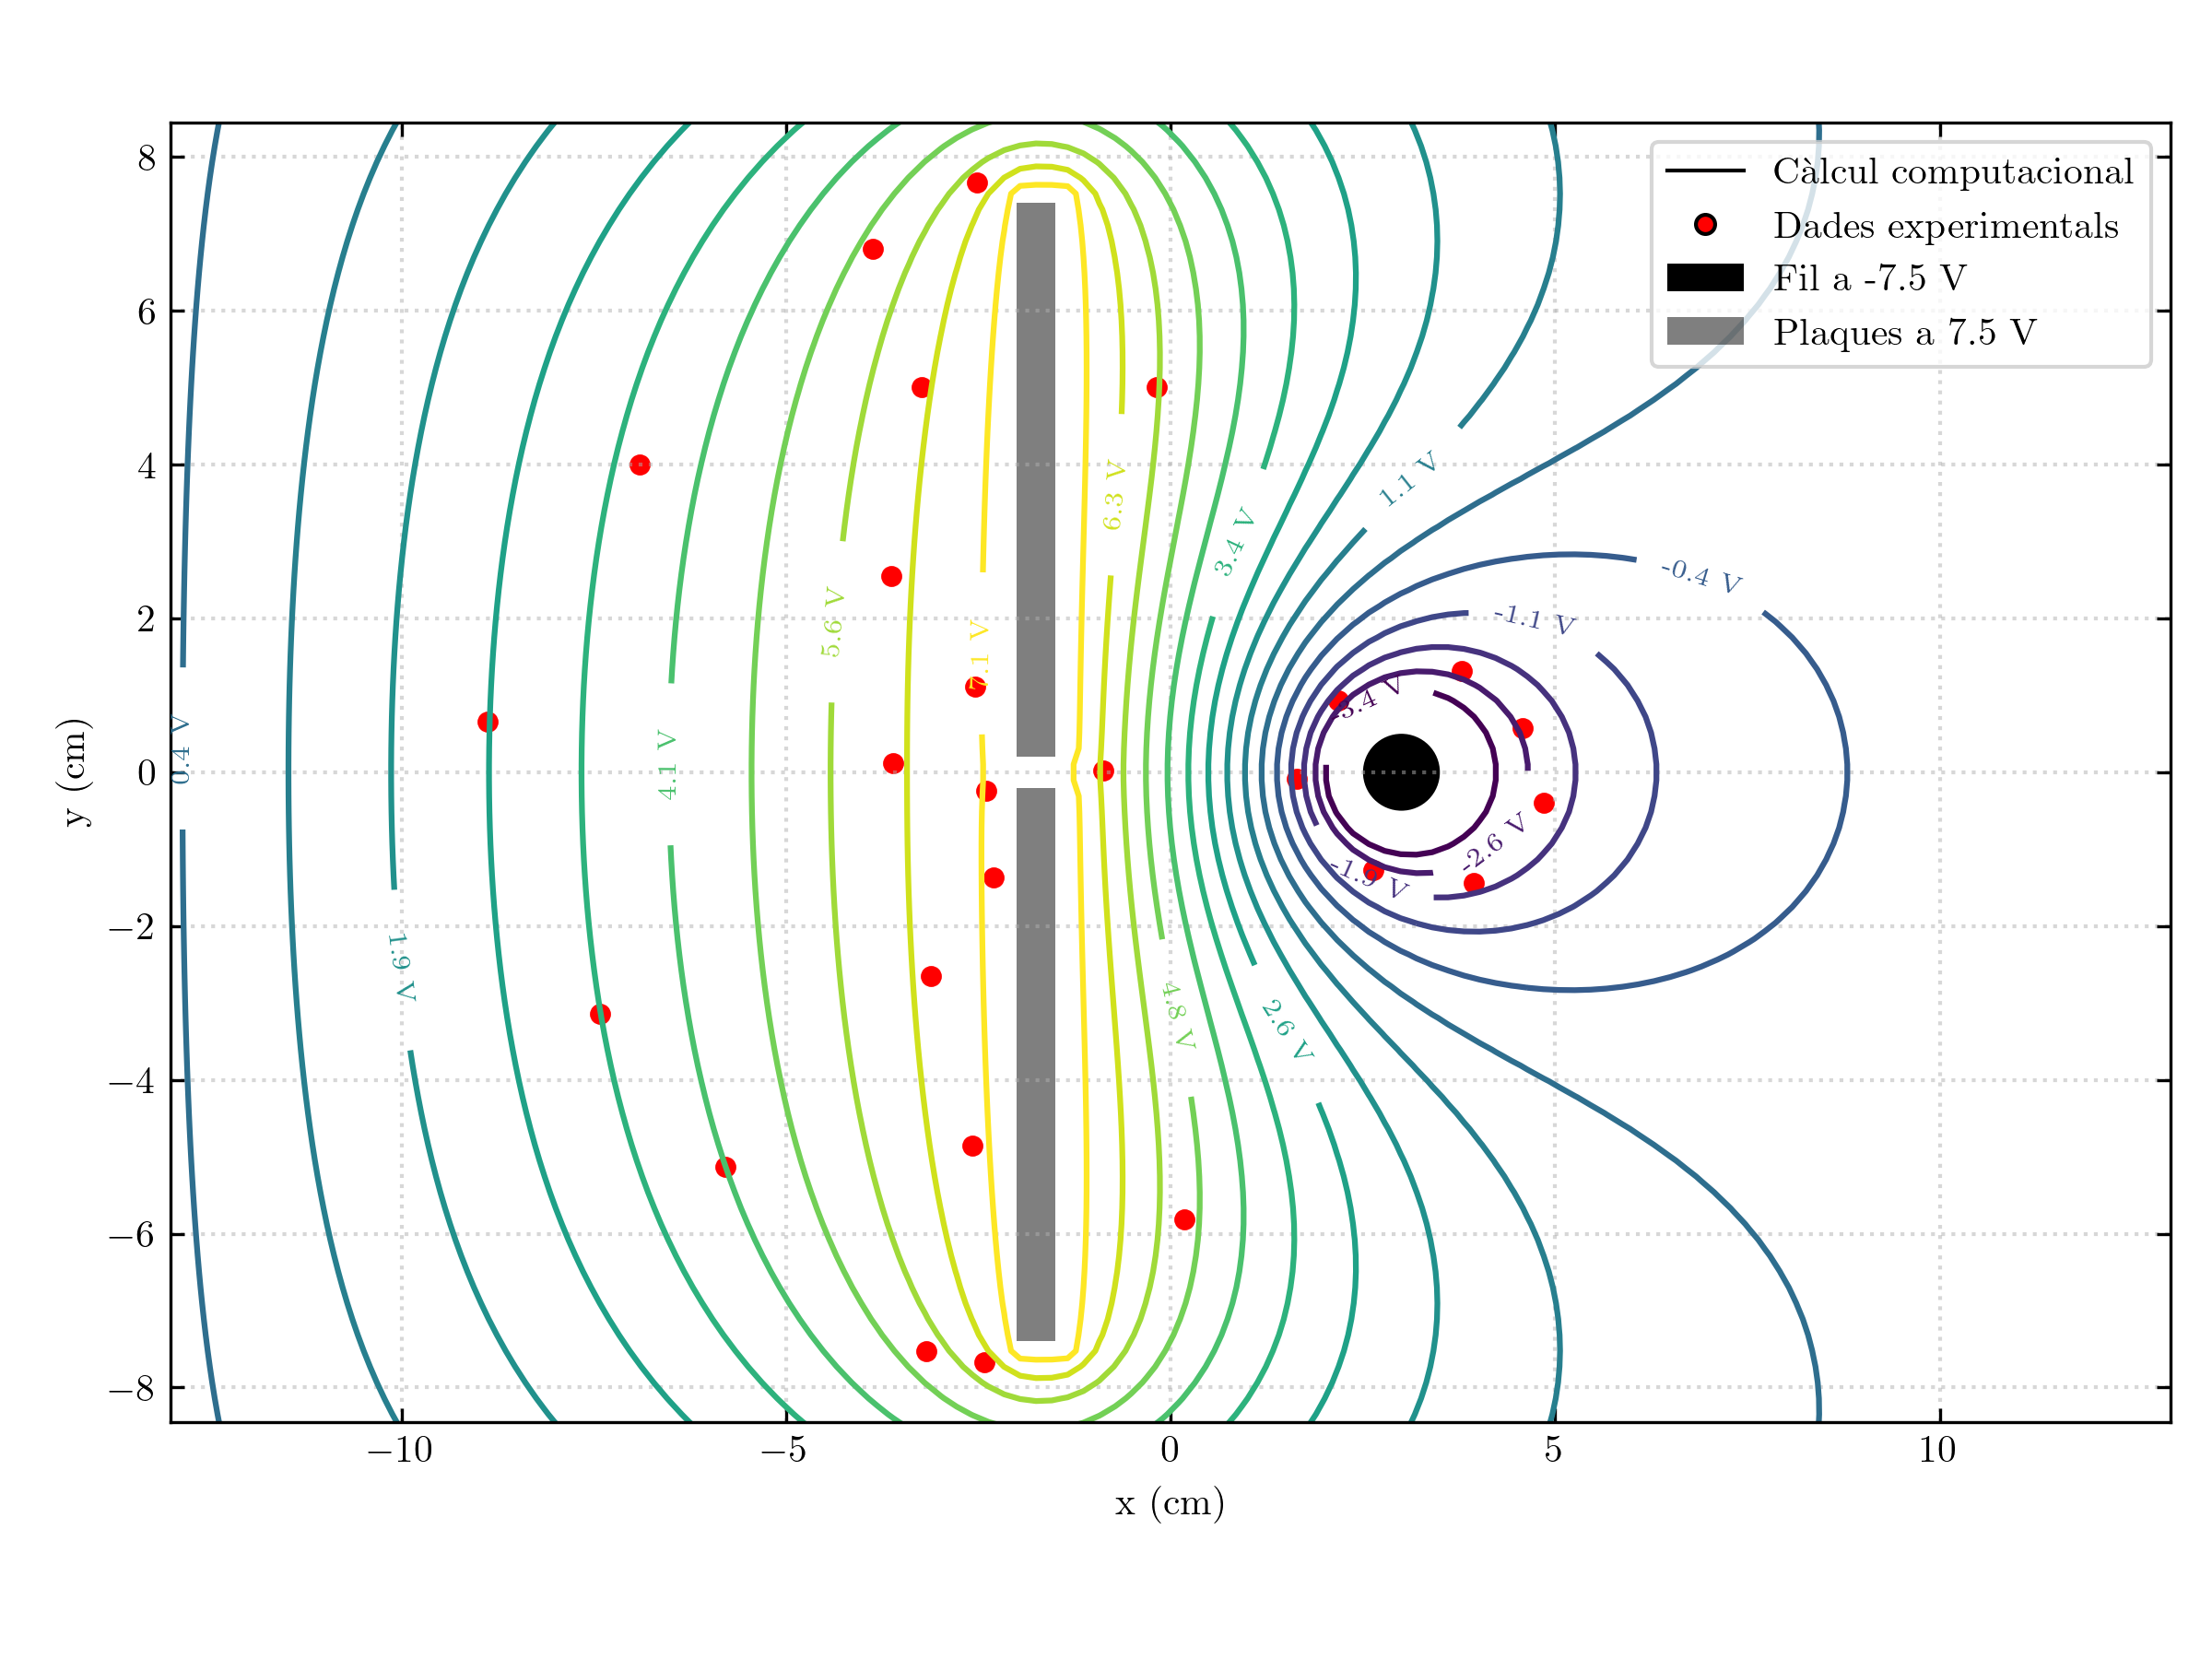 Càlcul computacional
Dades experimentals
Fil a -7.5 V
Plaques a 7.5 V
8
6
4
2
0
−2
−4
−6
−8
y (cm)
0.4 V
1.9 V
4.1 V
5.6 V
7.1 V
6.3 V
4.8 V
3.4 V
2.6 V
1.1 V
-0.4 V
-1.1 V
-3.4 V
-2.6 V
-1.9 V
−10
−5
0
5
10
x (cm)